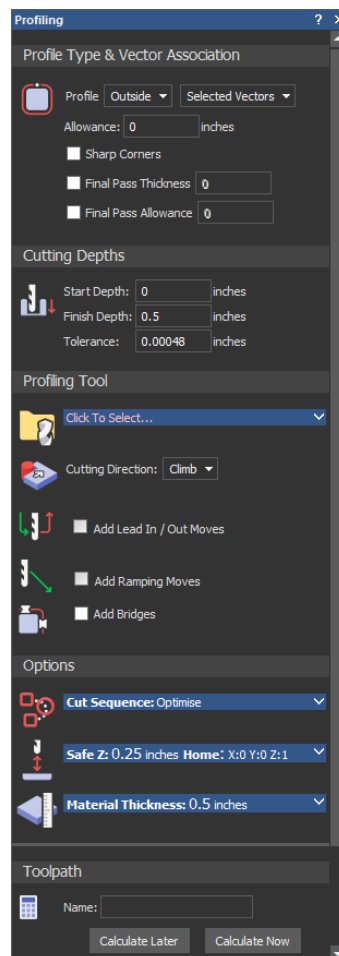 Profiling ? ×
Profile Type & Vector Association
Profile Outside Selected Vectors
Allowance: 0 inches
Sharp Corners
Final Pass Thickness 0
Final Pass Allowance 0
Cutting Depths
Start Depth: 0 inches
Finish Depth: 0.5 inches
Tolerance: 0.00048 inches
Profiling Tool
Click To Select...
Cutting Direction: Climb
Add Lead In / Out Moves
Add Ramping Moves
Add Bridges
Options
Cut Sequence: Optimise
Safe Z: 0.25 inches Home: X:0 Y:0 Z:1
Material Thickness: 0.5 inches
Toolpath
Name:
Calculate Later Calculate Now